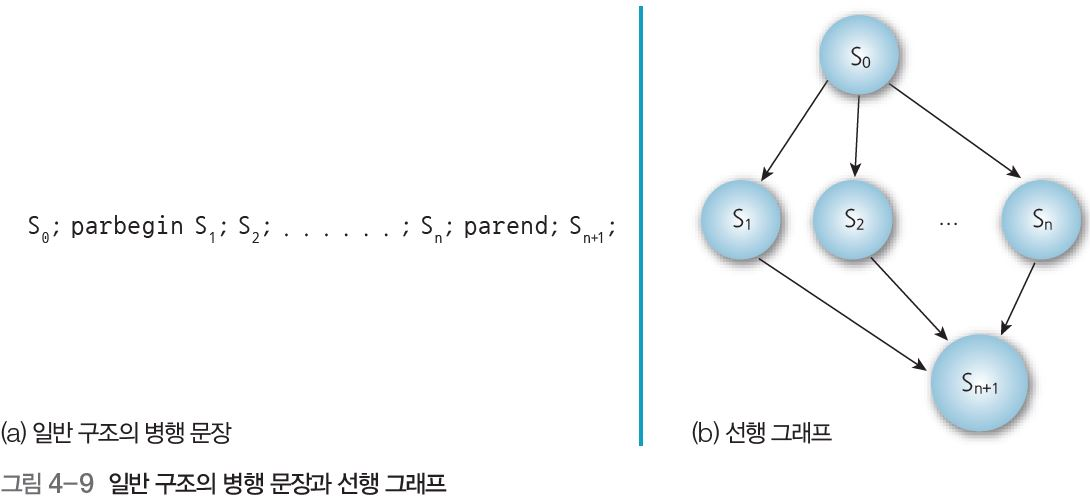 S0; parbegin S1; S2; . . . . . . ; Sn; parend; Sn+1;
(a) 일반 구조의 병행 문장
S0
S1 S2 ... Sn
Sn+1
(b) 선행 그래프
그림 4-9 일반 구조의 병행 문장과 선행 그래프